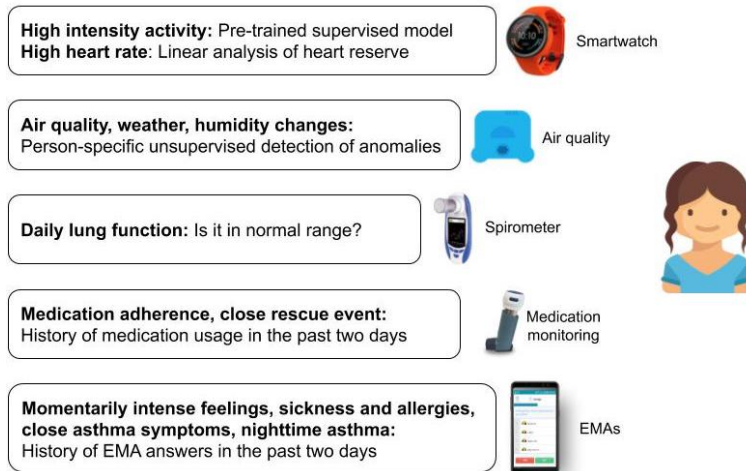 High intensity activity: Pre-trained supervised model
High heart rate: Linear analysis of heart reserve
Smartwatch
Air quality, weather, humidity changes:
Person-specific unsupervised detection of anomalies
Air quality
Daily lung function: Is it in normal range?
Spirometer
Medication adherence, close rescue event:
History of medication usage in the past two days
Medication
monitoring
Momentarily intense feelings, sickness and allergies,
close asthma symptoms, nighttime asthma:
History of EMA answers in the past two days
EMAs